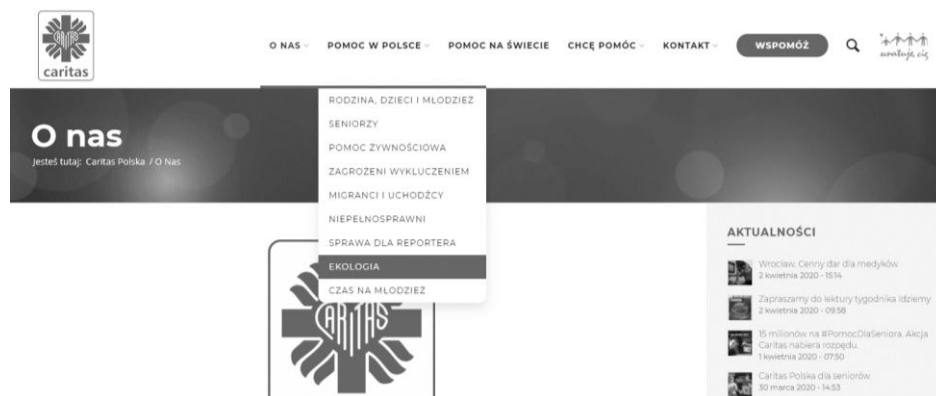 caritas
O NAS
POMOC W POLSCE
POMOC NA ŚWIECIE
CHCĘ POMÓC
KONTAKT
WSPOMÓŻ
uratuję cię
O nas
Jesteś tutaj: Caritas Polska / O Nas
RODZINA, DZIECI I MŁODZIEŻ
SENIORZY
POMOC ŻYWNOŚCIOWA
ZAGROŻENI WYKLUCZENIEM
MIGRANCI I UCHODŹCY
NIEPEŁNOSPRAWNI
SPRAWA DLA REPORTERA
EKOLOGIA
CZAS NA MŁODZIEŻ
CARITAS
AKTUALNOŚCI
Wrocław. Cenny dar dla medyków
2 kwietnia 2020 - 15:14
Zapraszamy do lektury tygodnika Idziemy
2 kwietnia 2020 - 09:58
15 milionów na #PomocDlaSeniora. Akcja
Caritas nabiera rozpędu.
1 kwietnia 2020 - 07:50
Caritas Polska dla seniorów
30 marca 2020 - 14:53